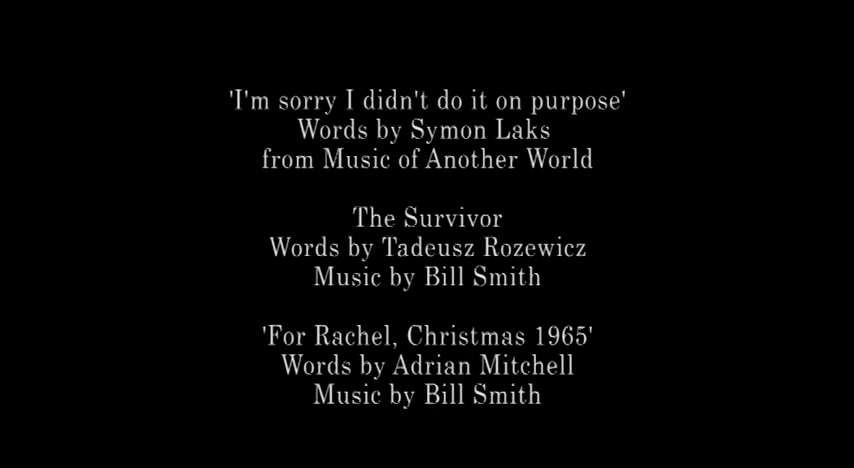 'I'm sorry I didn't do it on purpose'
Words by Symon Laks
from Music of Another World
The Survivor
Words by Tadeusz Rozewicz
Music by Bill Smith
'For Rachel, Christmas 1965'
Words by Adrian Mitchell
Music by Bill Smith